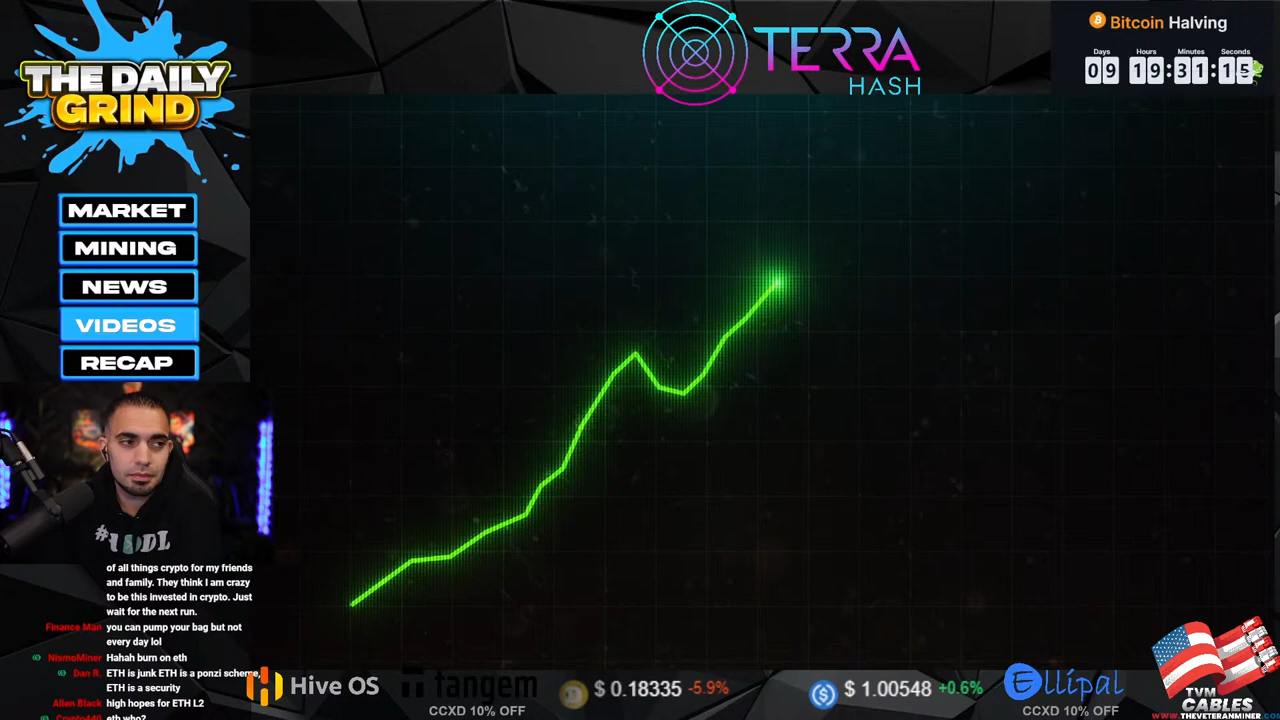 THE DAILY
GRIND
TERRA
HASH
Bitcoin Halving
Days Hours Minutes Seconds
09 19:31:15
MARKET
MINING
NEWS
VIDEOS
RECAP
of all things crypto for my friends
and family. They think I am crazy
to be this invested in crypto. Just
wait for the next run.
Finance Man you can pump your bag but not
every day lol
NismoMiner Hahah burn on eth
Dan R. ETH is junk ETH is a ponzi scheme,
ETH is a security
Allen Black high hopes for ETH L2
Crypto440 eth who?
Hive OS
tangem
CCXD 10% OFF
$ 0.18335 -5.9%
$ 1.00548 +0.6%
Ellipal
CCXD 10% OFF
TVM
CABLES